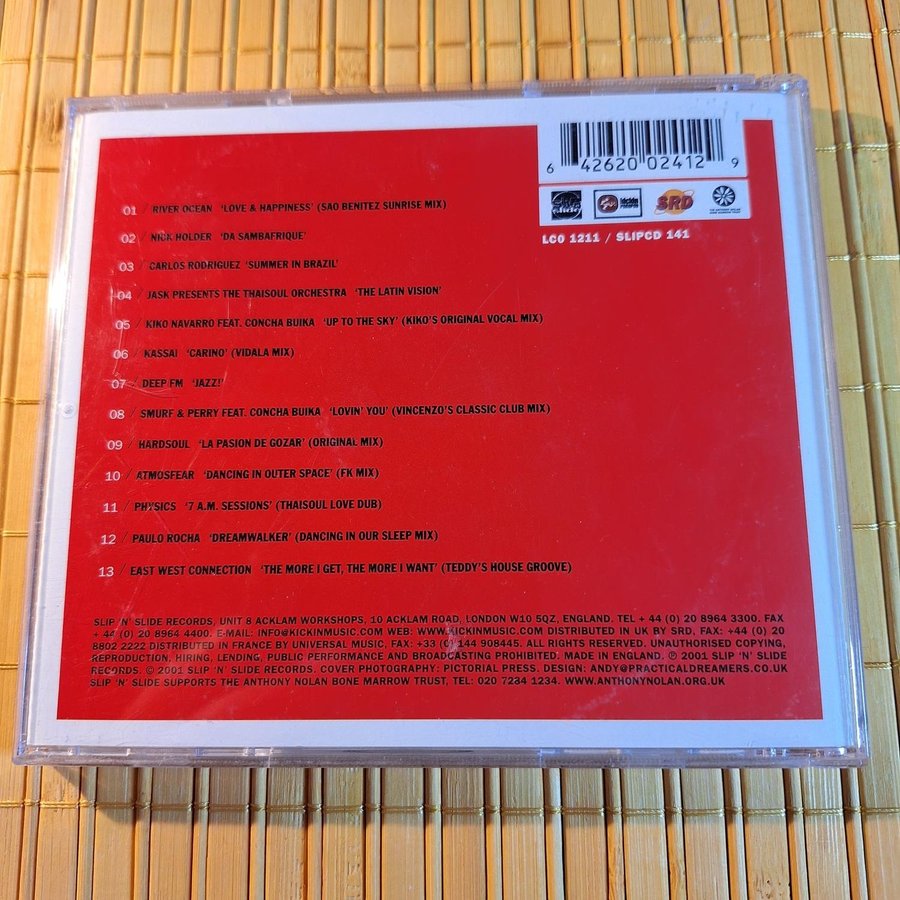 6 42620 02412 9
SRD
LC0 1211 / SLIPCD 141
01 / RIVER OCEAN 'LOVE & HAPPINESS' (SAO BENITEZ SUNRISE MIX)
02 / NICK HOLDER 'DA SAMBAFRIQUE'
03 / CARLOS RODRIGUEZ 'SUMMER IN BRAZIL'
04 / JASK PRESENTS THE THAISOUL ORCHESTRA 'THE LATIN VISION'
05 / KIKO NAVARRO FEAT. CONCHA BUIKA 'UP TO THE SKY' (KIKO'S ORIGINAL VOCAL MIX)
06 / KASSAI 'CARINO' (VIDALA MIX)
07 / DEEP FM 'JAZZ!'
08 / SMURF & PERRY FEAT. CONCHA BUIKA 'LOVIN' YOU' (VINCENZO'S CLASSIC CLUB MIX)
09 / HARDSOUL 'LA PASION DE GOZAR' (ORIGINAL MIX)
10 / ATMOSFEAR 'DANCING IN OUTER SPACE' (FK MIX)
11 / PHYSICS '7 A.M. SESSIONS' (THAISOUL LOVE DUB)
12 / PAULO ROCHA 'DREAMWALKER' (DANCING IN OUR SLEEP MIX)
13 / EAST WEST CONNECTION 'THE MORE I GET, THE MORE I WANT' (TEDDY'S HOUSE GROOVE)
SLIP 'N' SLIDE RECORDS, UNIT 8 ACKLAM WORKSHOPS, 10 ACKLAM ROAD, LONDON W10 5QZ, ENGLAND. TEL + 44 (0) 20 8964 3300. FAX
+ 44 (0) 20 8964 4400. E-MAIL: INFO@KICKINMUSIC.COM WEB: WWW.KICKINMUSIC.COM DISTRIBUTED IN UK BY SRD, FAX: +44 (0) 20
8802 2222 DISTRIBUTED IN FRANCE BY UNIVERSAL MUSIC, FAX: +33 (0) 144 908445. ALL RIGHTS RESERVED. UNAUTHORISED COPYING,
REPRODUCTION, HIRING, LENDING, PUBLIC PERFORMANCE AND BROADCASTING PROHIBITED. MADE IN ENGLAND. ℗ 2001 SLIP 'N' SLIDE
RECORDS. © 2001 SLIP 'N' SLIDE RECORDS. COVER PHOTOGRAPHY: PICTORIAL PRESS. DESIGN: ANDY@PRACTICALDREAMERS.CO.UK
SLIP 'N' SLIDE SUPPORTS THE ANTHONY NOLAN BONE MARROW TRUST, TEL: 020 7234 1234. WWW.ANTHONYNOLAN.ORG.UK